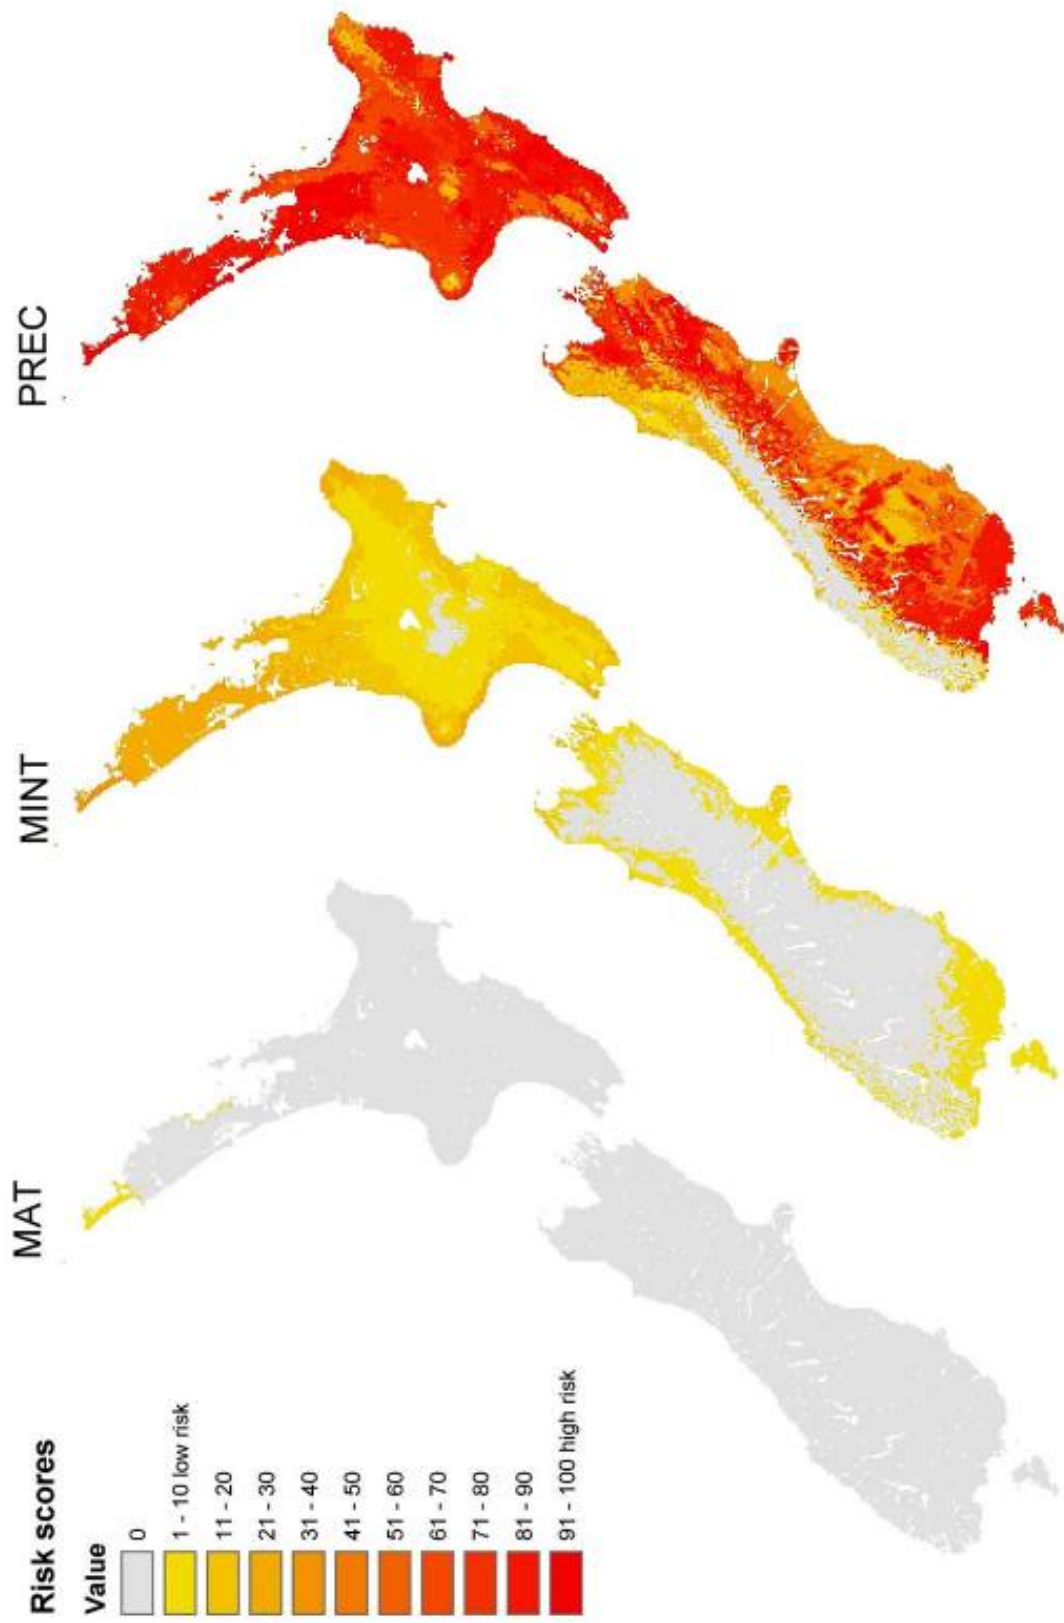 Risk scores
Value
0
1 - 10 low risk
11 - 20
21 - 30
31 - 40
41 - 50
51 - 60
61 - 70
71 - 80
81 - 90
91 - 100 high risk
MAT
MINT
PREC